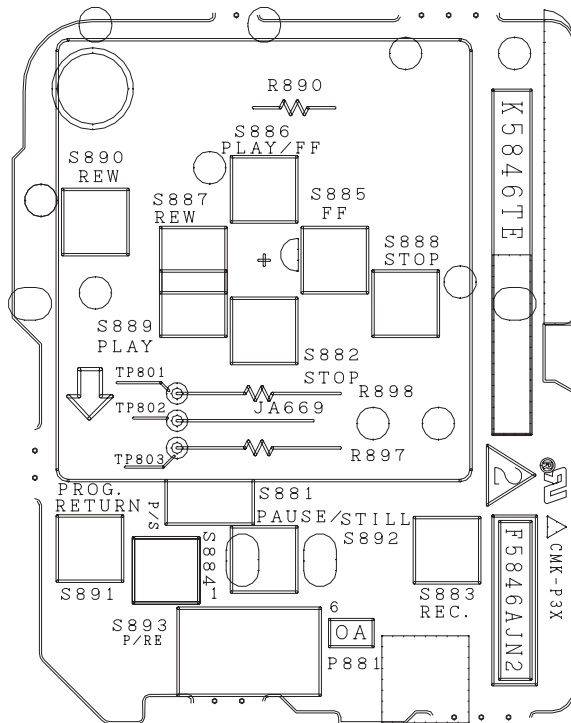 R890
S886
PLAY/FF
S890
REW
S887
REW
S885
FF
S888
STOP
K5846TE
S889
PLAY
S882
STOP
TP801
R898
JA669
TP802
R897
TP803
2
PROG.
RETURN
P/S
S881
PAUSE/STILL
S892
S884
1
S891
S883
REC.
F5846AJN2
CMK-P3X
S893
P/RE
6
OA
P881